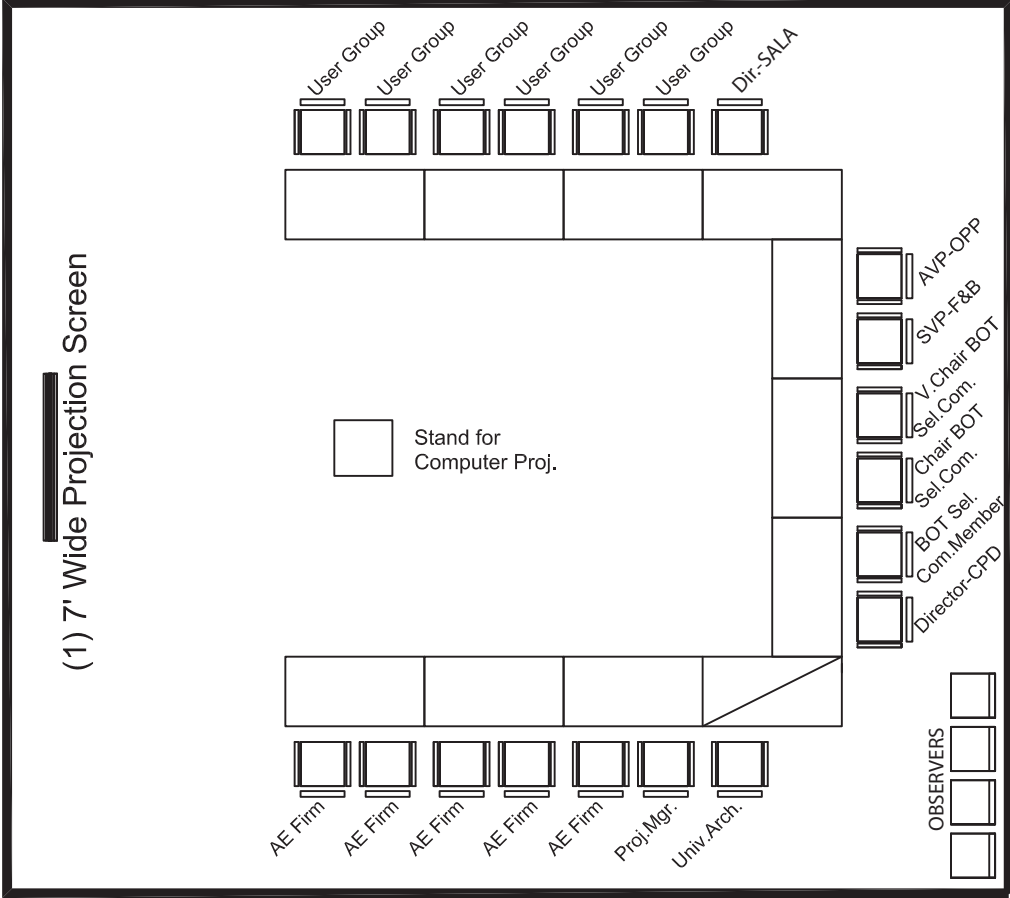 User Group
User Group
User Group
User Group
User Group
User Group
Dir.-SALA
(1) 7' Wide Projection Screen
Stand for
Computer Proj.
AVP-OPP
SVP-F&B
V.Chair BOT
Sel.Com.
Chair BOT
Sel.Com.
BOT Sel.
Com.Member
Director-CPD
OBSERVERS
AE Firm
AE Firm
AE Firm
AE Firm
AE Firm
Proj.Mgr.
Univ.Arch.